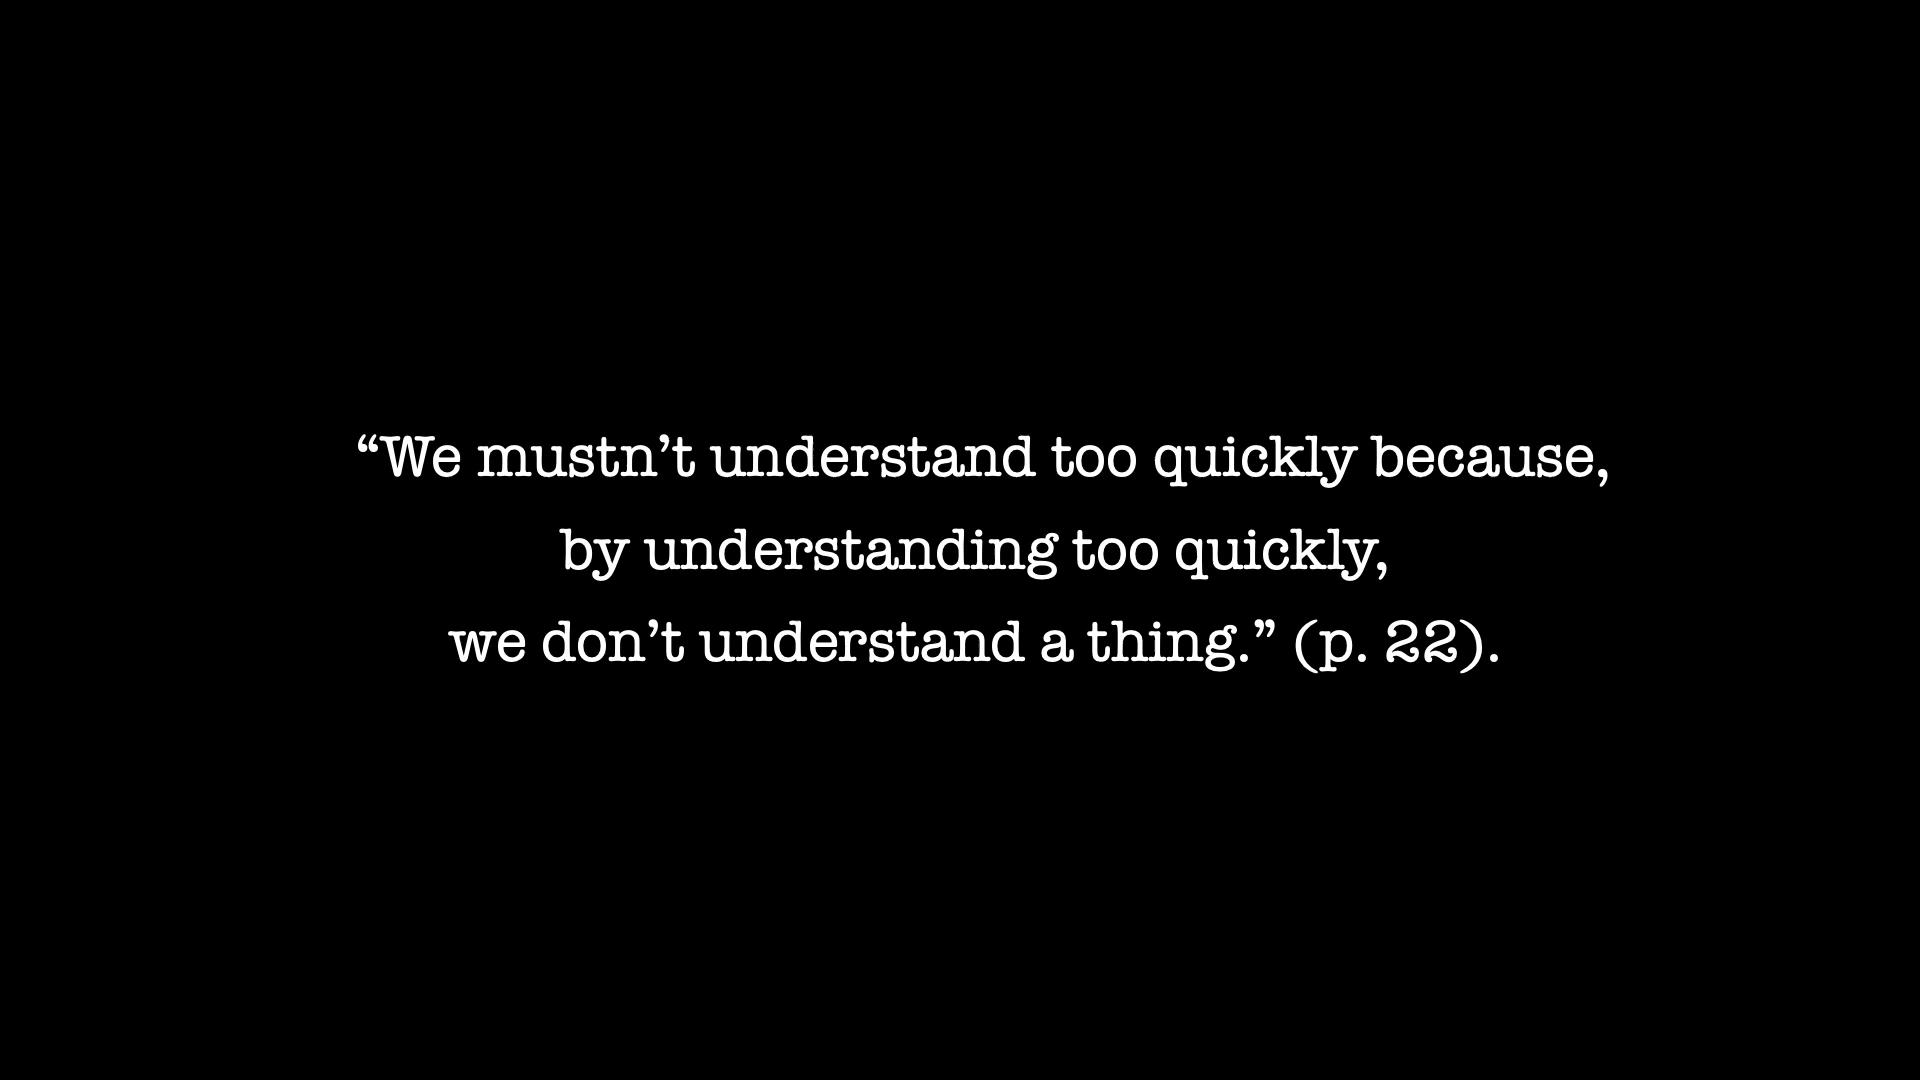 “We mustn’t understand too quickly because,
by understanding too quickly,
we don’t understand a thing.” (p. 22).